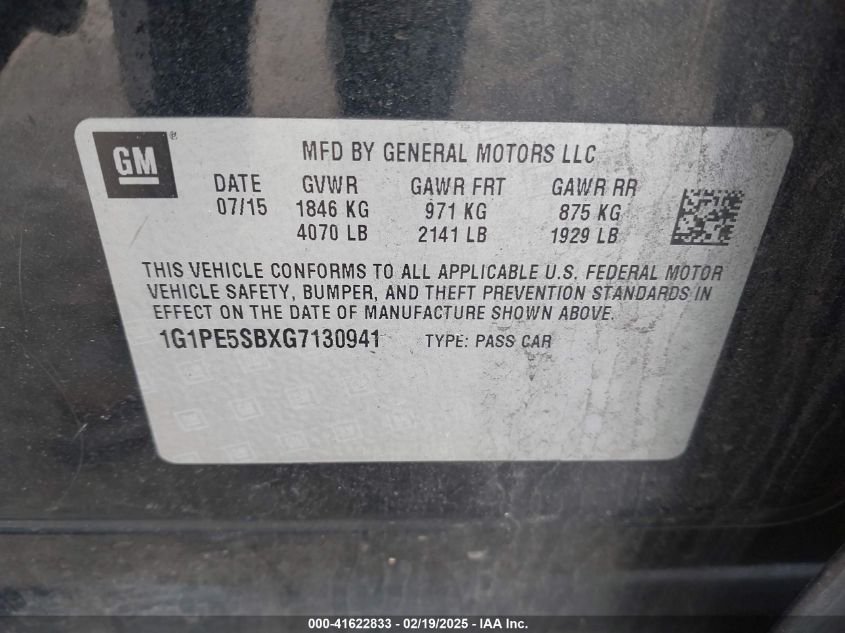 GM ®
MFD BY GENERAL MOTORS LLC
DATE GVWR GAWR FRT GAWR RR
07/15 1846 KG 971 KG 875 KG
4070 LB 2141 LB 1929 LB
THIS VEHICLE CONFORMS TO ALL APPLICABLE U.S. FEDERAL MOTOR
VEHICLE SAFETY, BUMPER, AND THEFT PREVENTION STANDARDS IN
EFFECT ON THE DATE OF MANUFACTURE SHOWN ABOVE.
1G1PE5SBXG7130941 TYPE: PASS CAR
000-41622833 - 02/19/2025 - IAA Inc.